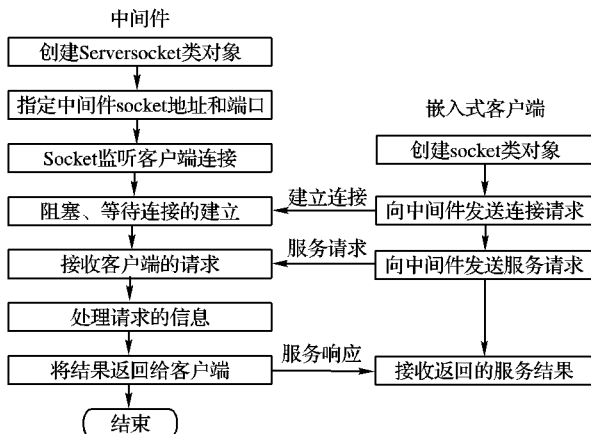 中间件
创建Serversocket类对象
指定中间件socket地址和端口
Socket监听客户端连接
阻塞、等待连接的建立
接收客户端的请求
处理请求的信息
将结果返回给客户端
结束
建立连接
服务请求
服务响应
嵌入式客户端
创建socket类对象
向中间件发送连接请求
向中间件发送服务请求
接收返回的服务结果